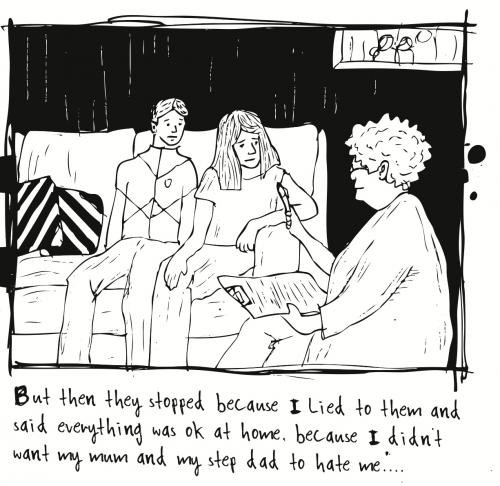 But then they stopped because I Lied to them and
said everything was ok at home. because I didn't
want my mum and my step dad to hate me"....